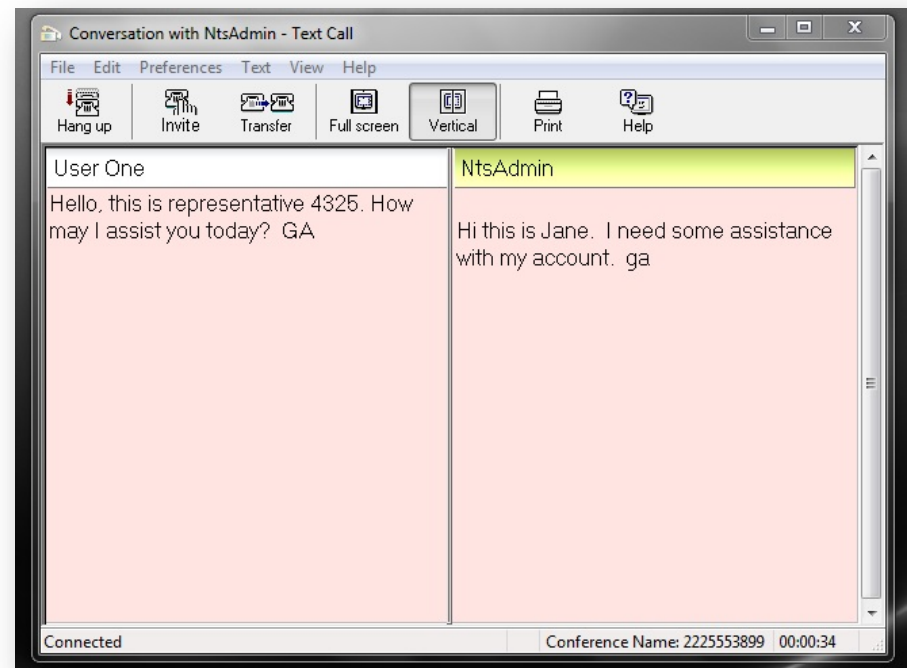 Conversation with NtsAdmin - Text Call
File Edit Preferences Text View Help
Hang up Invite Transfer Full screen Vertical Print Help
User One
Hello, this is representative 4325. How
may I assist you today?  GA
NtsAdmin
Hi this is Jane.  I need some assistance
with my account.  ga
Connected
Conference Name: 2225553899 00:00:34